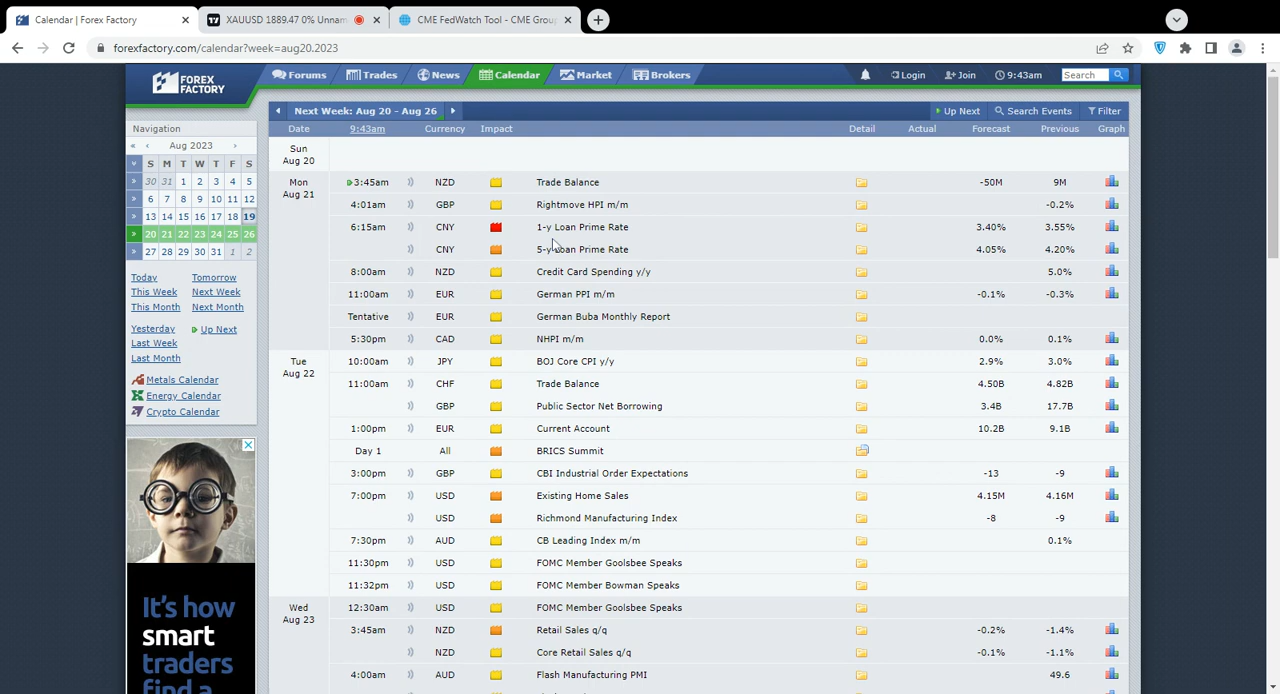 Calendar | Forex Factory
XAUUSD 1889.47 0% Unnam
CME FedWatch Tool - CME Grou
forexfactory.com/calendar?week=aug20.2023
FOREX FACTORY
Forums
Trades
News
Calendar
Market
Brokers
Login
Join
9:43am
Search
Navigation
« ‹ Aug 2023 ›
S M T W T F S
» 30 31 1 2 3 4 5
» 6 7 8 9 10 11 12
» 13 14 15 16 17 18 19
» 20 21 22 23 24 25 26
» 27 28 29 30 31 1 2
Today Tomorrow
This Week Next Week
This Month Next Month
Yesterday Up Next
Last Week
Last Month
Metals Calendar
Energy Calendar
Crypto Calendar
It's how
smart
traders
find a
Next Week: Aug 20 - Aug 26
Up Next Search Events Filter
Date 9:43am Currency Impact Detail Actual Forecast Previous Graph
Sun
Aug 20
Mon
Aug 21
3:45am NZD Trade Balance -50M 9M
4:01am GBP Rightmove HPI m/m -0.2%
6:15am CNY 1-y Loan Prime Rate 3.40% 3.55%
CNY 5-y Loan Prime Rate 4.05% 4.20%
8:00am NZD Credit Card Spending y/y 5.0%
11:00am EUR German PPI m/m -0.1% -0.3%
Tentative EUR German Buba Monthly Report
5:30pm CAD NHPI m/m 0.0% 0.1%
Tue
Aug 22
10:00am JPY BOJ Core CPI y/y 2.9% 3.0%
11:00am CHF Trade Balance 4.50B 4.82B
GBP Public Sector Net Borrowing 3.4B 17.7B
1:00pm EUR Current Account 10.2B 9.1B
Day 1 All BRICS Summit
3:00pm GBP CBI Industrial Order Expectations -13 -9
7:00pm USD Existing Home Sales 4.15M 4.16M
USD Richmond Manufacturing Index -8 -9
7:30pm AUD CB Leading Index m/m 0.1%
11:30pm USD FOMC Member Goolsbee Speaks
11:32pm USD FOMC Member Bowman Speaks
Wed
Aug 23
12:30am USD FOMC Member Goolsbee Speaks
3:45am NZD Retail Sales q/q -0.2% -1.4%
NZD Core Retail Sales q/q -0.1% -1.1%
4:00am AUD Flash Manufacturing PMI 49.6